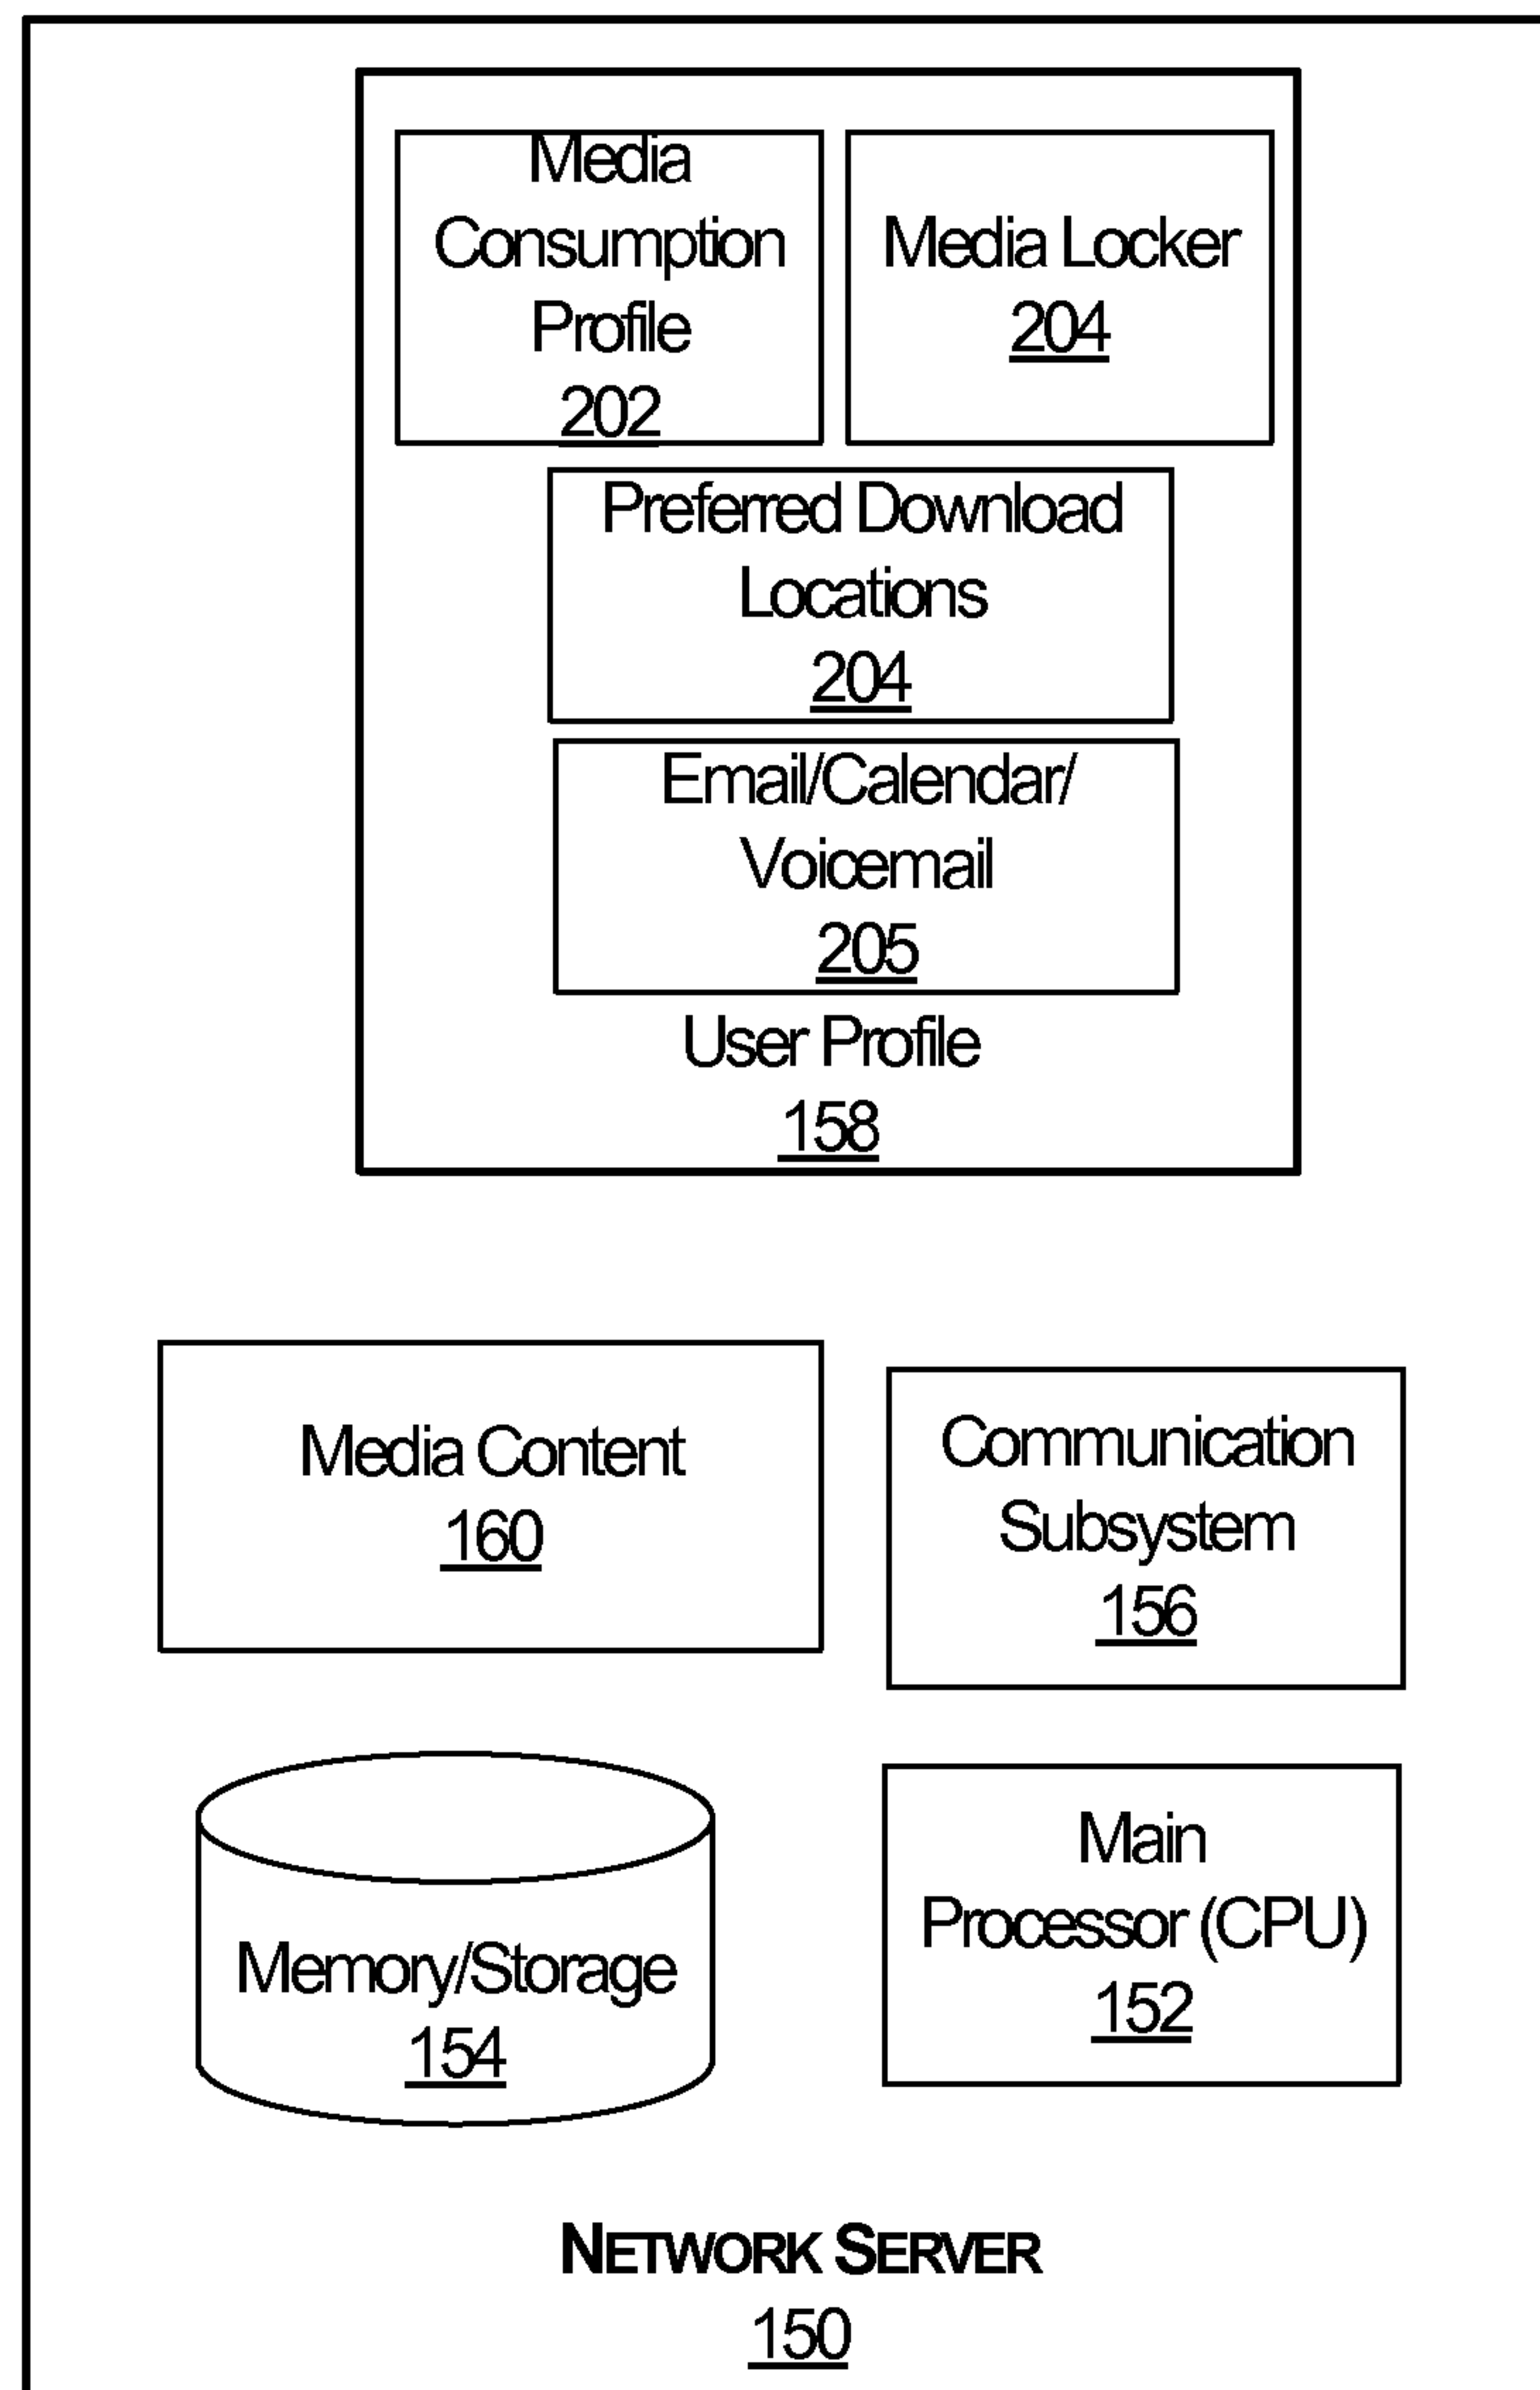 Media
Consumption
Profile
202
Media Locker
204
Preferred Download
Locations
204
Email/Calendar/
Voicemail
205
User Profile
158
Media Content
160
Communication
Subsystem
156
Memory/Storage
154
Main
Processor (CPU)
152
NETWORK SERVER
150